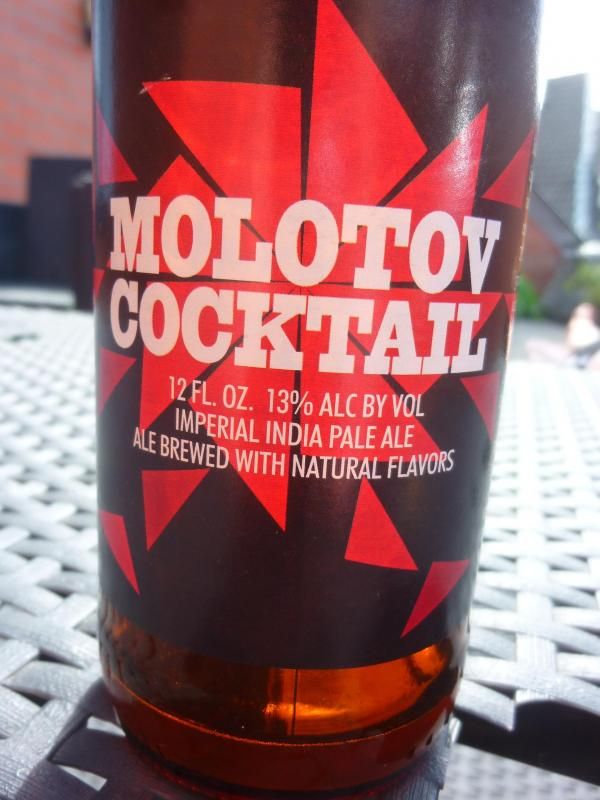 MOLOTOV
COCKTAIL
12 FL. OZ. 13% ALC BY VOL
IMPERIAL INDIA PALE ALE
ALE BREWED WITH NATURAL FLAVORS